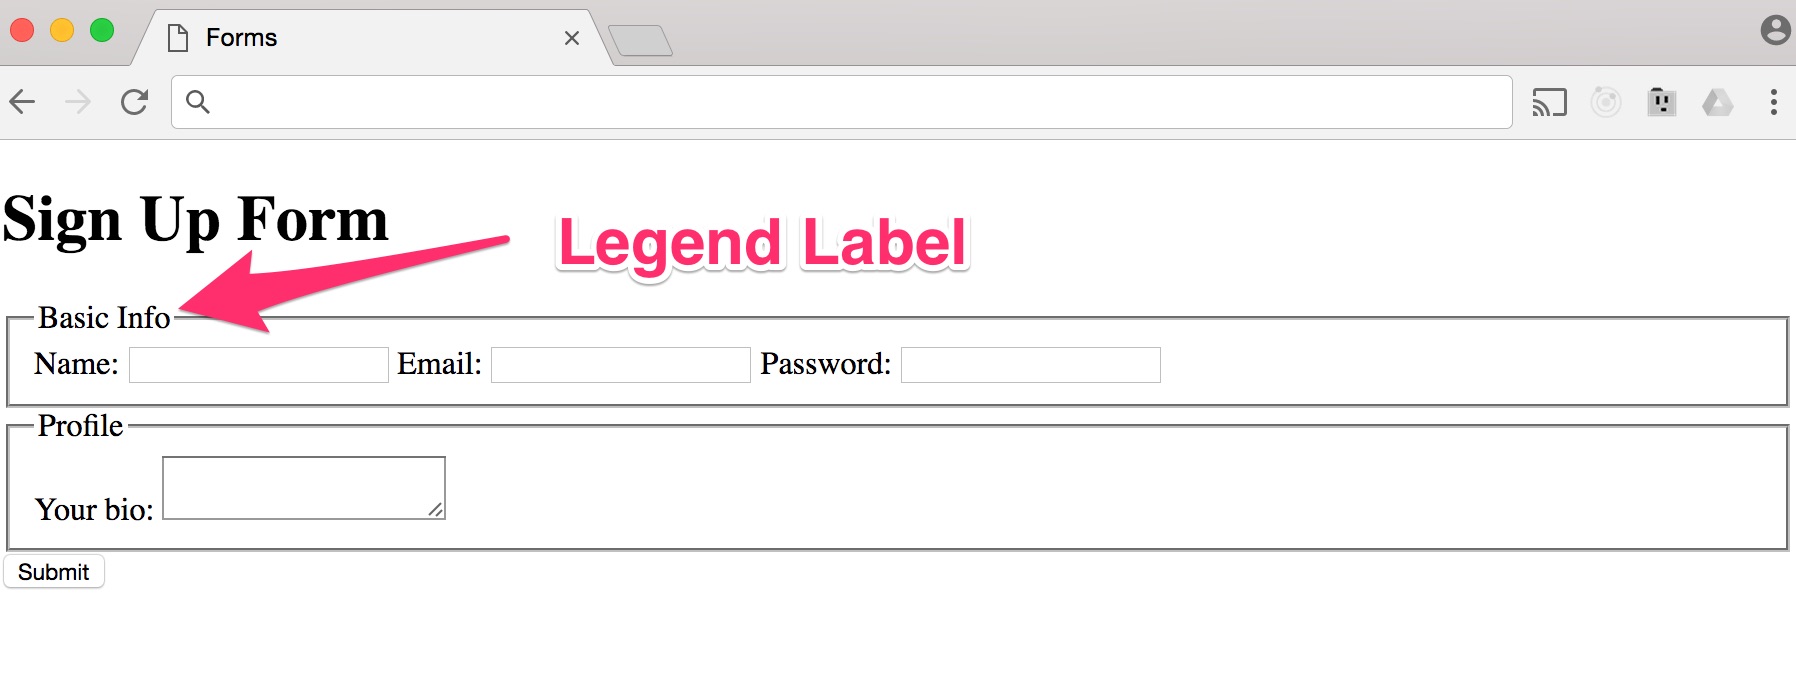 Forms
Sign Up Form
Legend Label
Basic Info
Name: Email: Password:
Profile
Your bio:
Submit